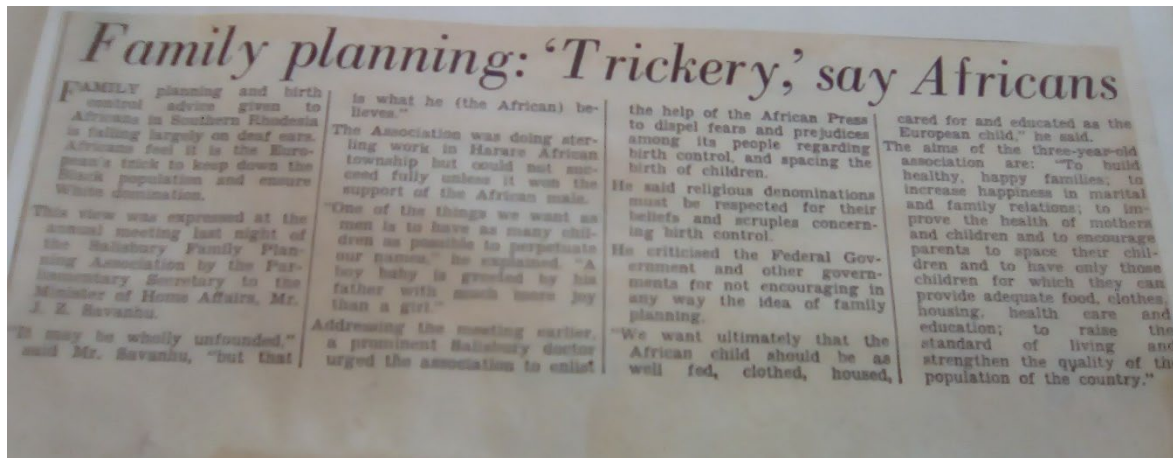 Family planning: 'Trickery,' say Africans
FAMILY planning and birth
control advice given to
Africans in Southern Rhodesia
is falling largely on deaf ears.
Africans feel it is the Euro-
pean's trick to keep down the
Black population and ensure
White domination.
This view was expressed at the
annual meeting last night of
the Salisbury Family Plan-
ning Association by the Par-
liamentary Secretary to the
Minister of Home Affairs, Mr.
J. Z. Savanhu.
"It may be wholly unfounded,"
said Mr. Savanhu, "but that
is what he (the African) be-
lieves."
The Association was doing ster-
ling work in Harare African
township but could not suc-
ceed fully unless it won the
support of the African male.
"One of the things we want as
men is to have as many chil-
dren as possible to perpetuate
our names," he explained. "A
boy baby is greeted by his
father with much more joy
than a girl."
Addressing the meeting earlier,
a prominent Salisbury doctor
urged the association to enlist
the help of the African Press
to dispel fears and prejudices
among its people regarding
birth control, and spacing the
birth of children.
He said religious denominations
must be respected for their
beliefs and scruples concern-
ing birth control.
He criticised the Federal Gov-
ernment and other govern-
ments for not encouraging in
any way the idea of family
planning.
"We want ultimately that the
African child should be as
well fed, clothed, housed,
cared for and educated as the
European child," he said.
The aims of the three-year-old
association are: "To build
healthy, happy families; to
increase happiness in marital
and family relations; to im-
prove the health of mothers
and children and to encourage
parents to space their chil-
dren and to have only those
children for which they can
provide adequate food, clothes,
housing, health care and
education; to raise the
standard of living and
strengthen the quality of th
population of the country."